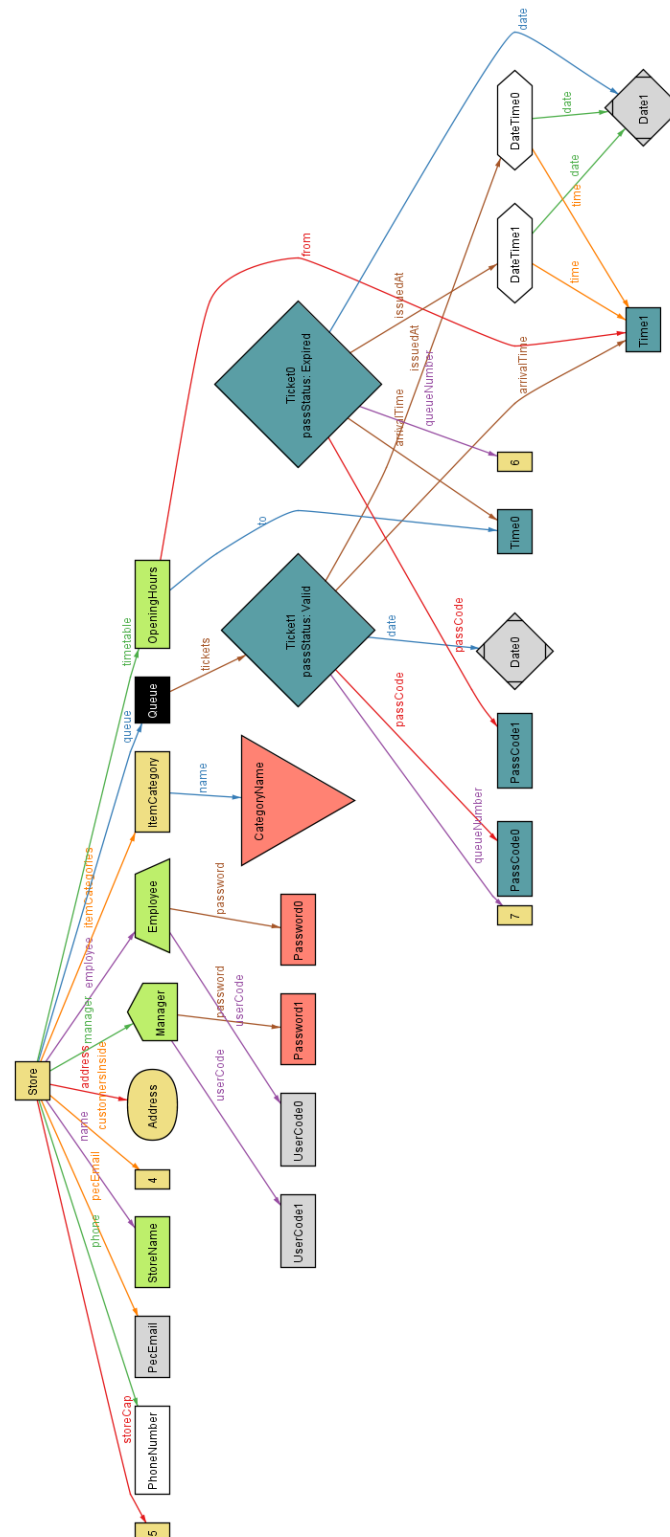 Store
storeCap
phone
pecEmail
name
customersInside
address
manager
employee
itemCategories
queue
timetable
5
PhoneNumber
PecEmail
StoreName
4
Address
Manager
Employee
ItemCategory
Queue
OpeningHours
userCode
password
userCode
password
name
tickets
to
from
UserCode1
UserCode0
Password1
Password0
CategoryName
Ticket1
passStatus: Valid
Ticket0
passStatus: Expired
queueNumber
passCode
date
passCode
arrivalTime
queueNumber
issuedAt
issuedAt
arrivalTime
date
7
PassCode0
PassCode1
Date0
Time0
6
DateTime1
DateTime0
time
date
time
date
Time1
Date1